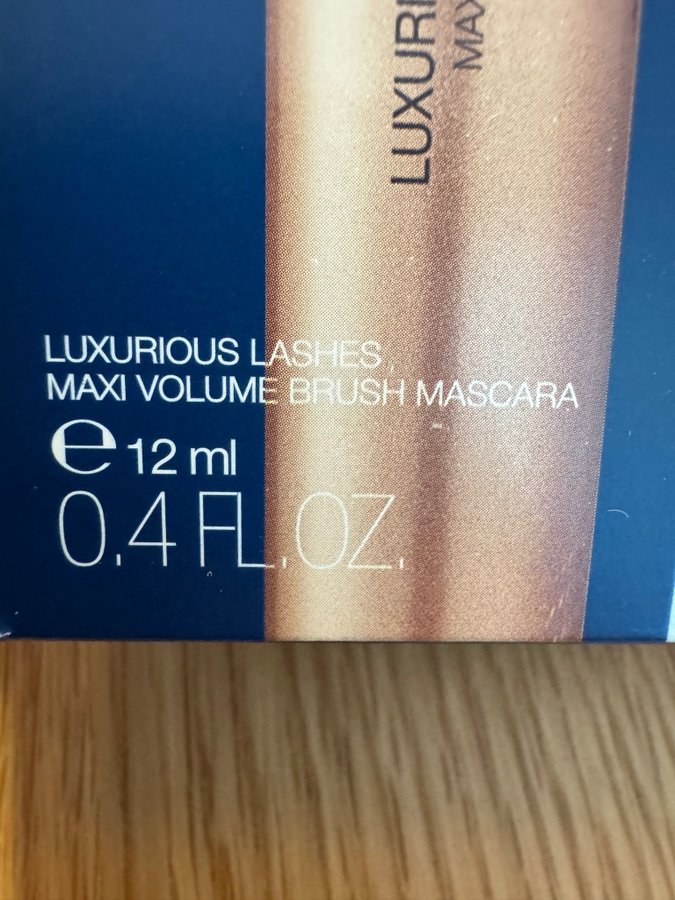 LUXURI
MAX
LUXURIOUS LASHES
MAXI VOLUME BRUSH MASCARA
e 12 ml
0.4 FL.OZ.